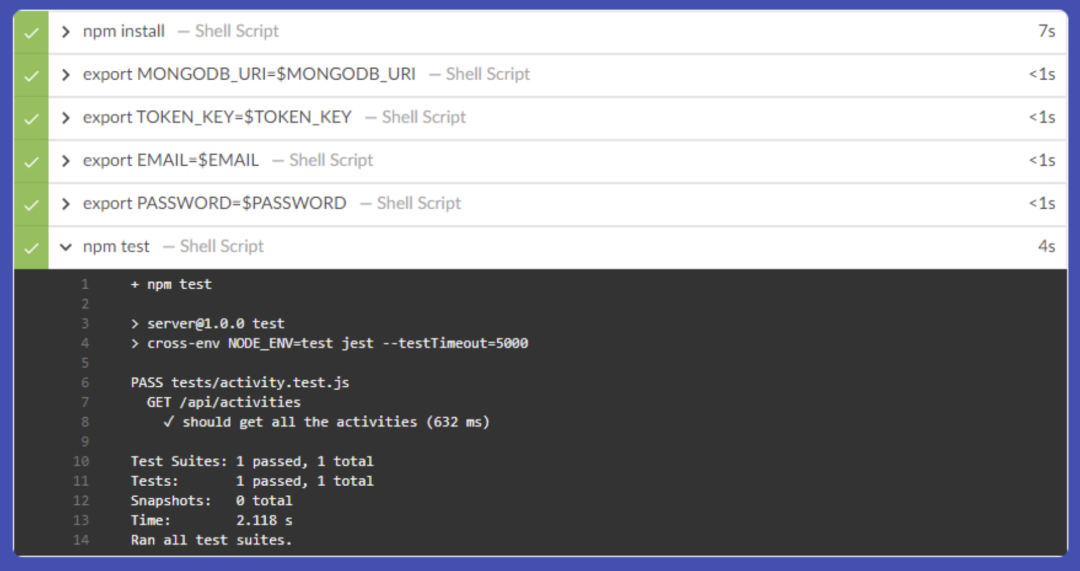 npm install — Shell Script 7s
export MONGODB_URI=$MONGODB_URI — Shell Script <1s
export TOKEN_KEY=$TOKEN_KEY — Shell Script <1s
export EMAIL=$EMAIL — Shell Script <1s
export PASSWORD=$PASSWORD — Shell Script <1s
npm test — Shell Script 4s
1 + npm test
2
3 > server@1.0.0 test
4 > cross-env NODE_ENV=test jest --testTimeout=5000
5
6 PASS tests/activity.test.js
7 GET /api/activities
8 ✓ should get all the activities (632 ms)
9
10 Test Suites: 1 passed, 1 total
11 Tests: 1 passed, 1 total
12 Snapshots: 0 total
13 Time: 2.118 s
14 Ran all test suites.